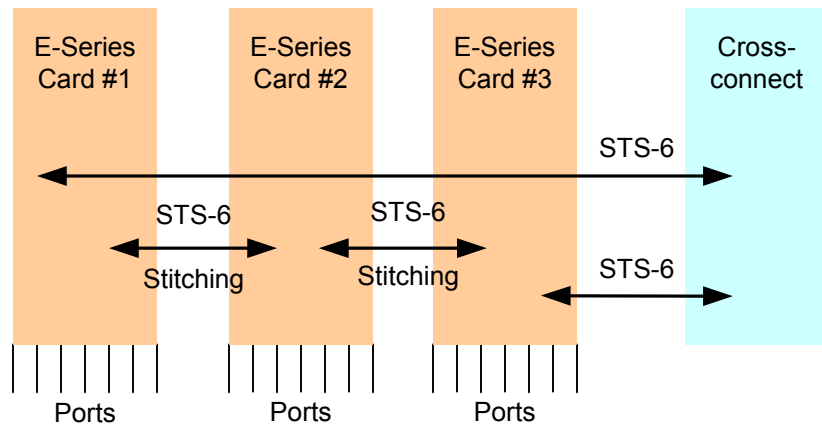 E-Series
Card #1
E-Series
Card #2
E-Series
Card #3
Cross-
connect
STS-6
STS-6
Stitching
STS-6
Stitching
STS-6
Ports
Ports
Ports